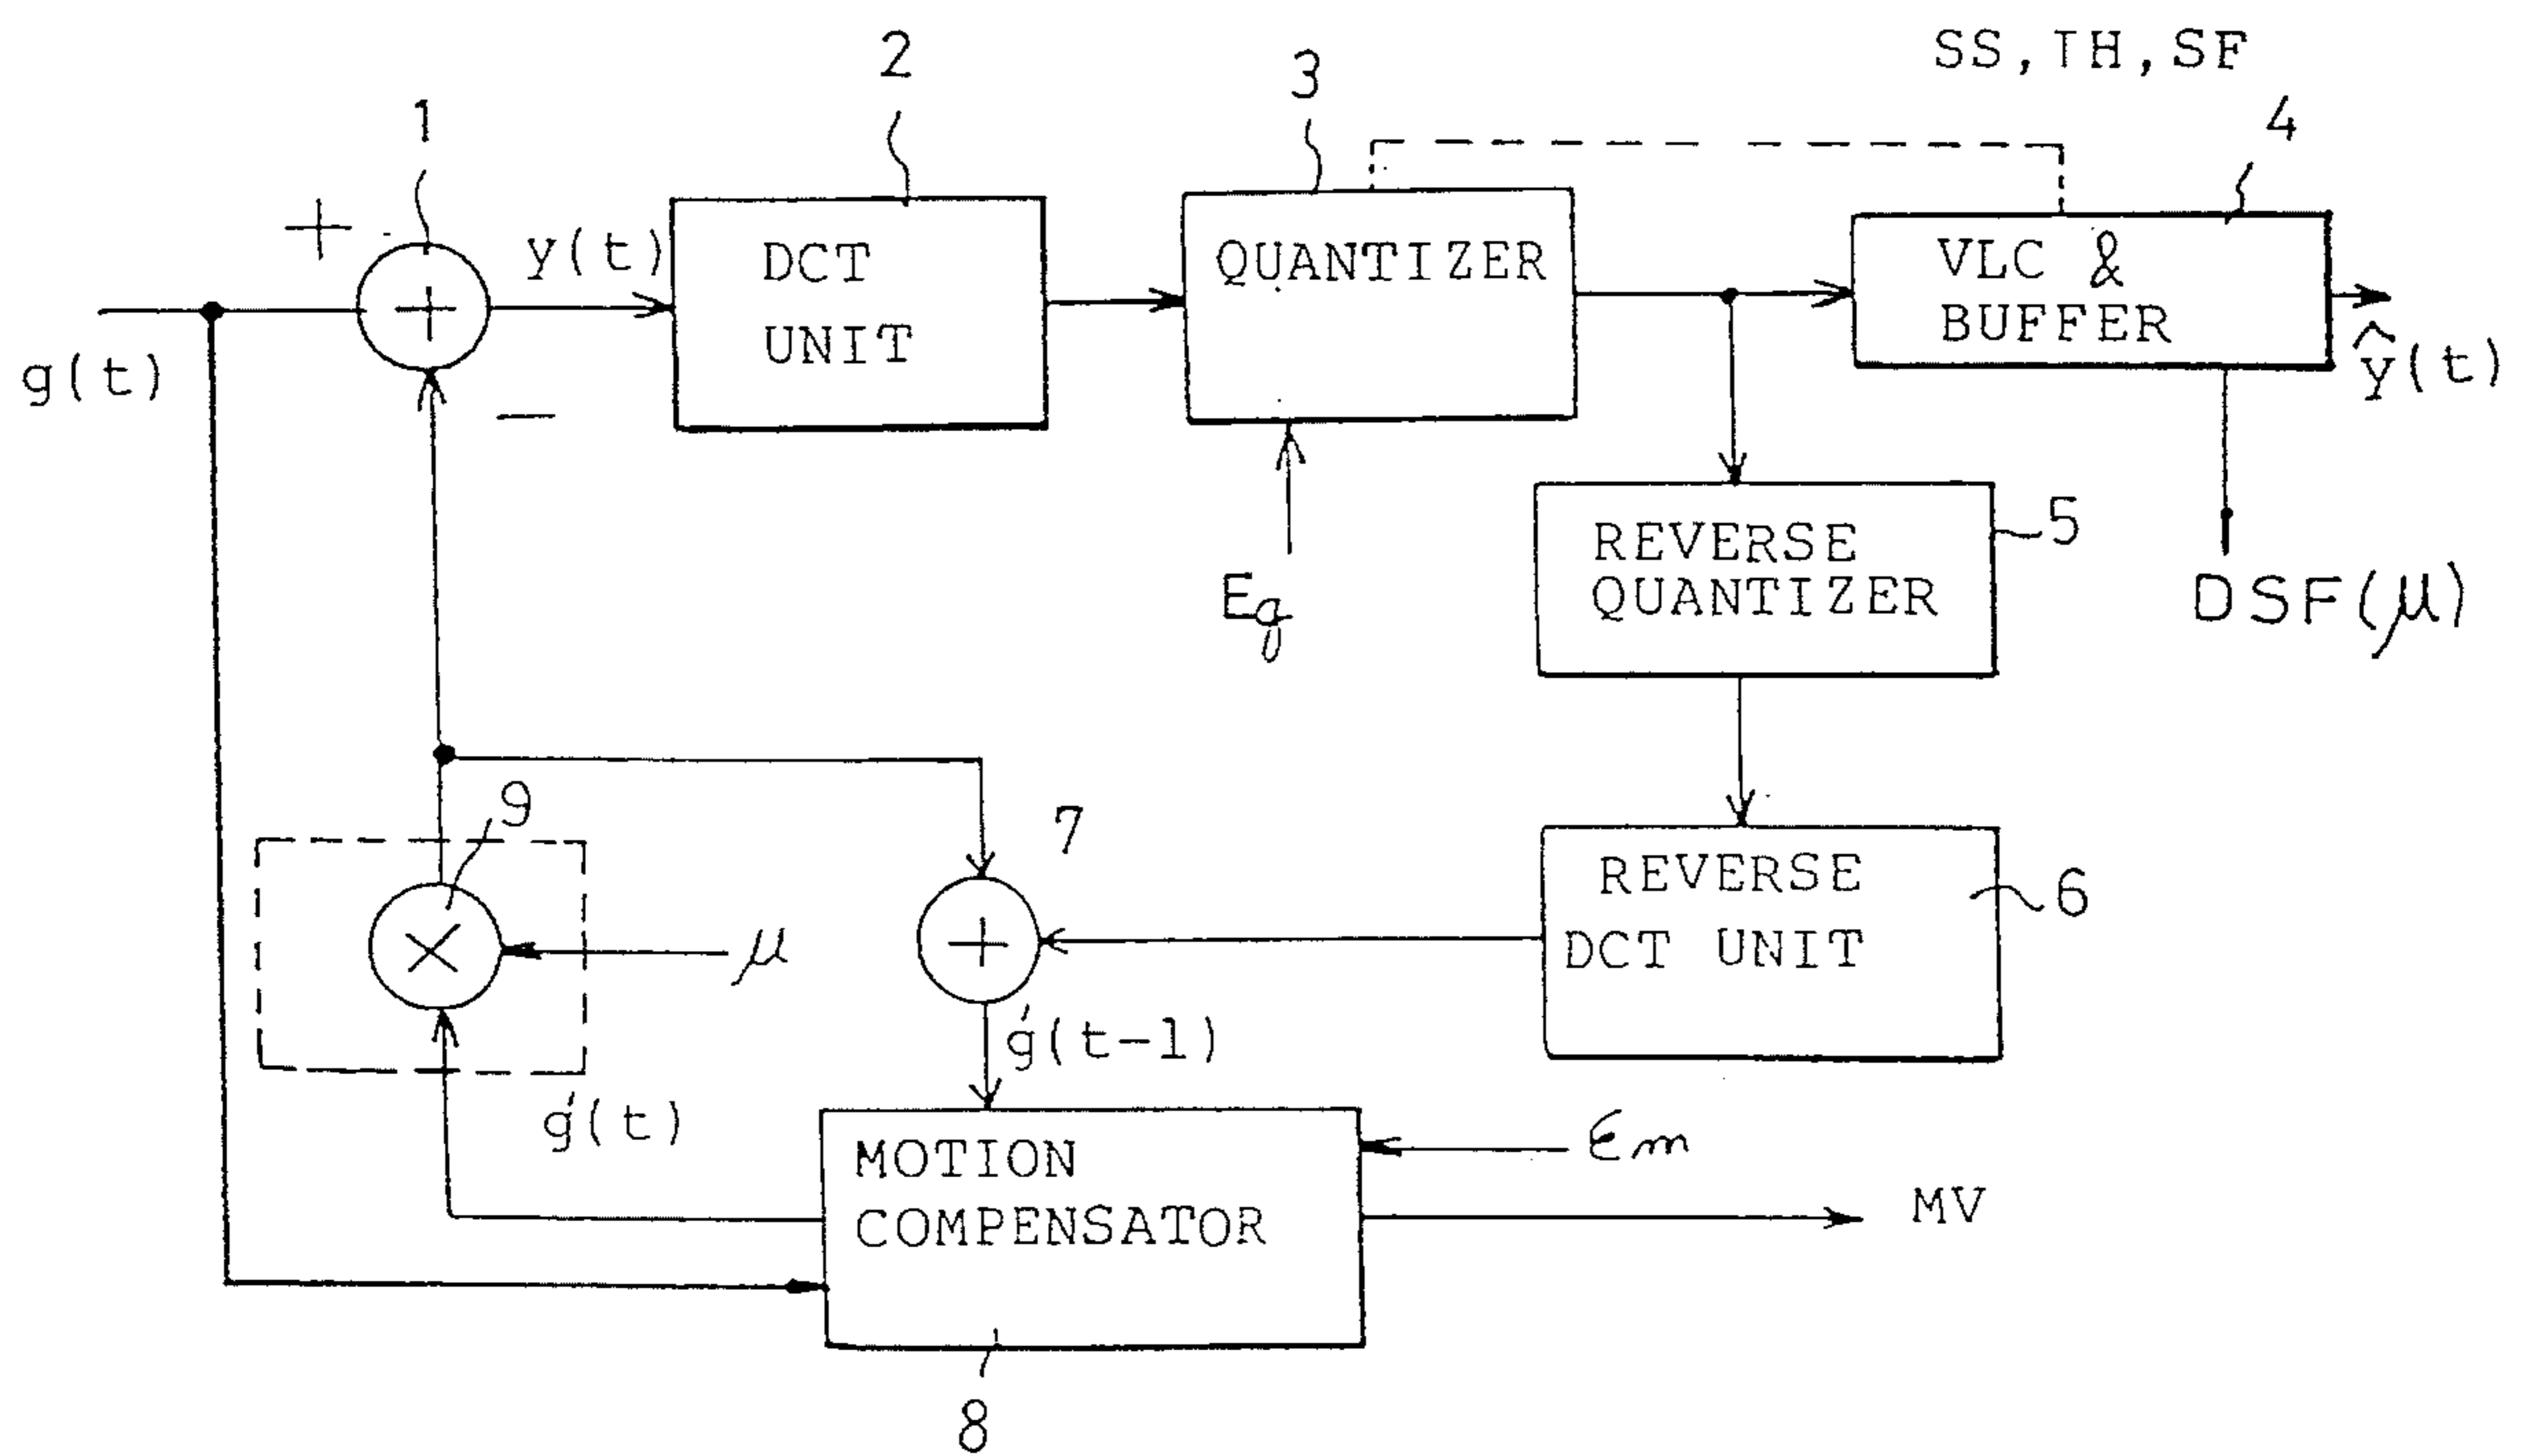 SS, TH, SF
2
3
4
1
+
y(t)
DCT
UNIT
QUANTIZER
VLC &
BUFFER
+
g(t)
−
ŷ(t)
5
REVERSE
QUANTIZER
Eq
DSF(μ)
9
7
REVERSE
DCT UNIT
6
×
μ
+
ǵ(t-1)
ǵ(t)
MOTION
COMPENSATOR
Em
MV
8